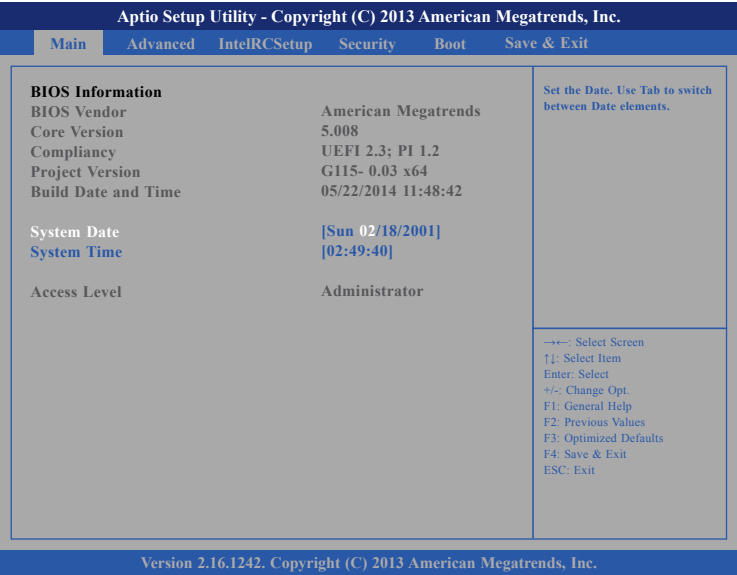 Aptio Setup Utility - Copyright (C) 2013 American Megatrends, Inc.
Main Advanced IntelRCSetup Security Boot Save & Exit
BIOS Information
BIOS Vendor American Megatrends
Core Version 5.008
Compliancy UEFI 2.3; PI 1.2
Project Version G115- 0.03 x64
Build Date and Time 05/22/2014 11:48:42
System Date [Sun 02/18/2001]
System Time [02:49:40]
Access Level Administrator
Set the Date. Use Tab to switch
between Date elements.
→←: Select Screen
↑↓: Select Item
Enter: Select
+/-: Change Opt.
F1: General Help
F2: Previous Values
F3: Optimized Defaults
F4: Save & Exit
ESC: Exit
Version 2.16.1242. Copyright (C) 2013 American Megatrends, Inc.